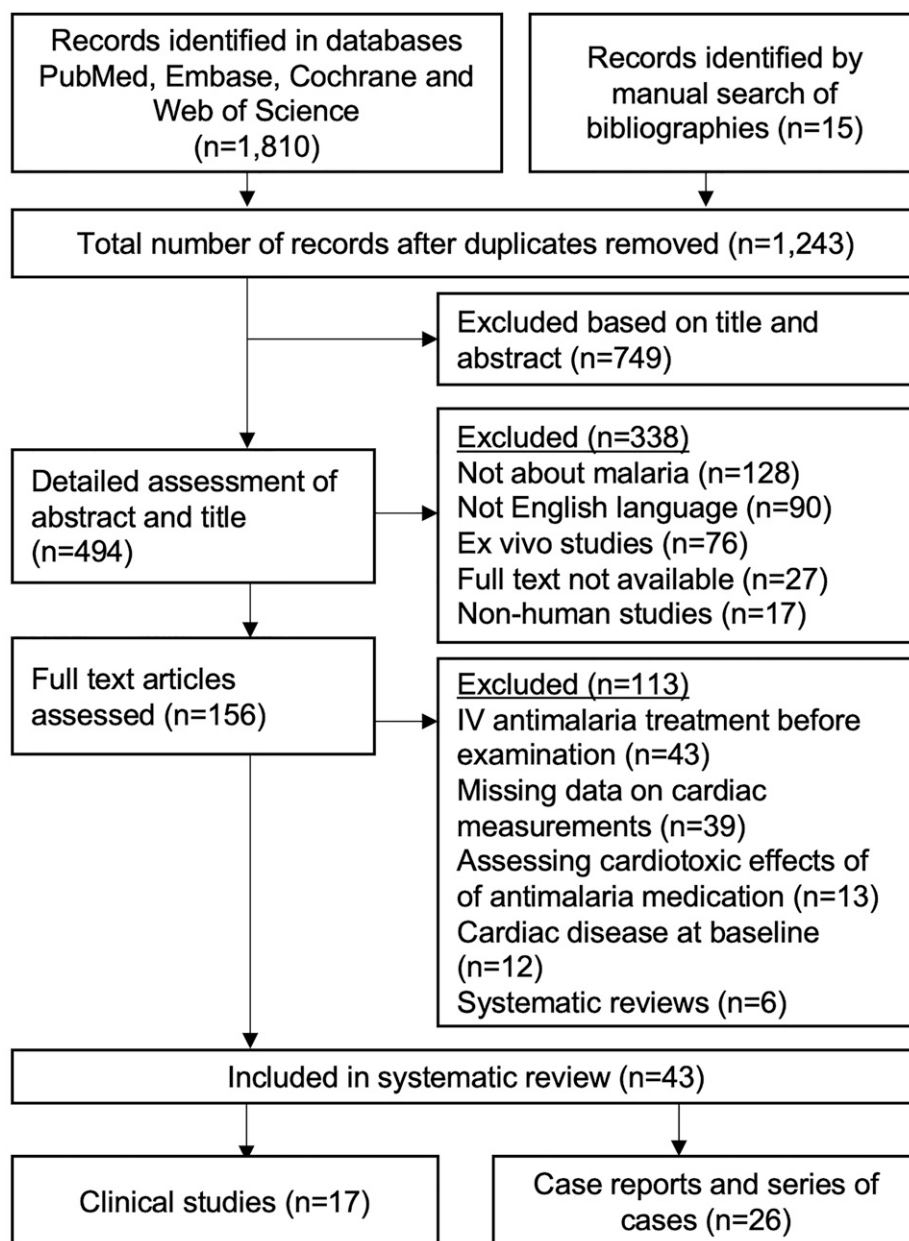 Records identified in databases
PubMed, Embase, Cochrane and
Web of Science
(n=1,810)
Records identified by
manual search of
bibliographies (n=15)
Total number of records after duplicates removed (n=1,243)
Excluded based on title and
abstract (n=749)
Detailed assessment of
abstract and title
(n=494)
Excluded (n=338)
Not about malaria (n=128)
Not English language (n=90)
Ex vivo studies (n=76)
Full text not available (n=27)
Non-human studies (n=17)
Full text articles
assessed (n=156)
Excluded (n=113)
IV antimalaria treatment before
examination (n=43)
Missing data on cardiac
measurements (n=39)
Assessing cardiotoxic effects of
of antimalaria medication (n=13)
Cardiac disease at baseline
(n=12)
Systematic reviews (n=6)
Included in systematic review (n=43)
Clinical studies (n=17)
Case reports and series of
cases (n=26)